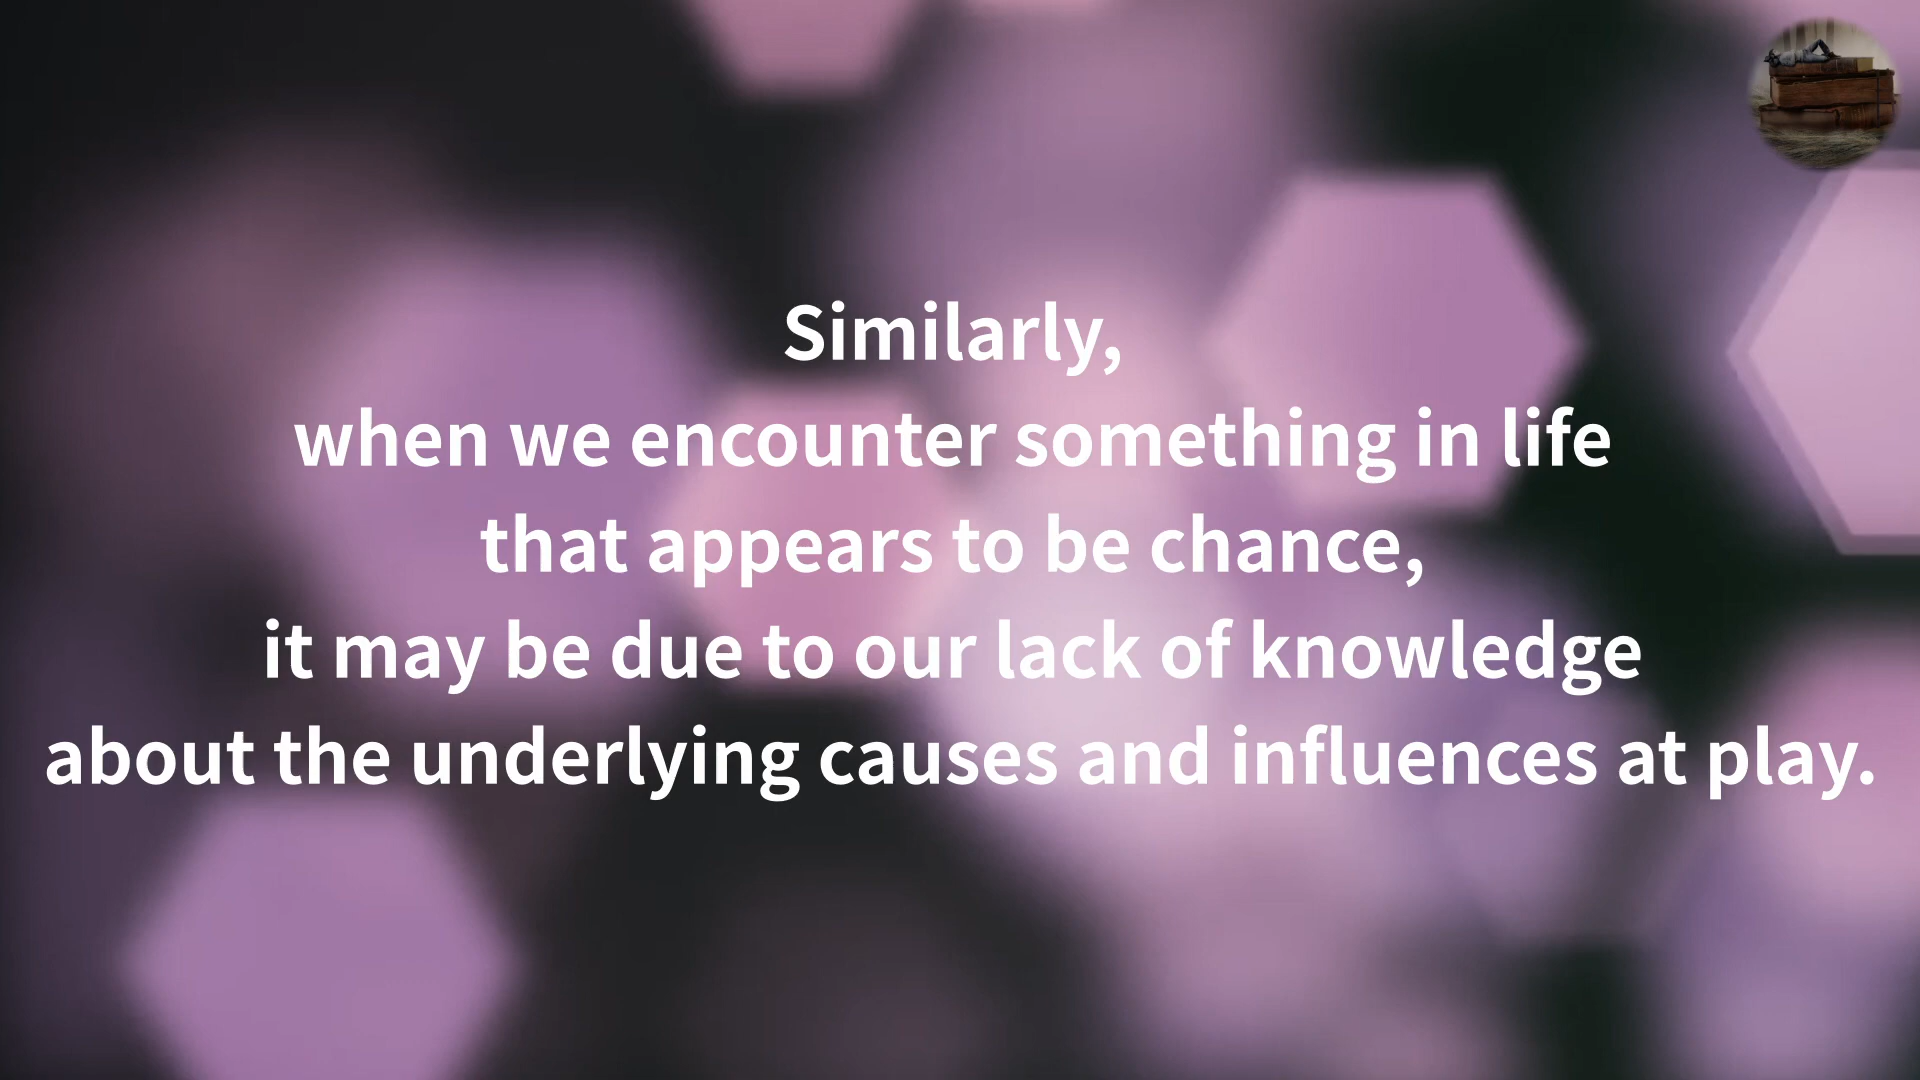 Similarly,
when we encounter something in life
that appears to be chance,
it may be due to our lack of knowledge
about the underlying causes and influences at play.